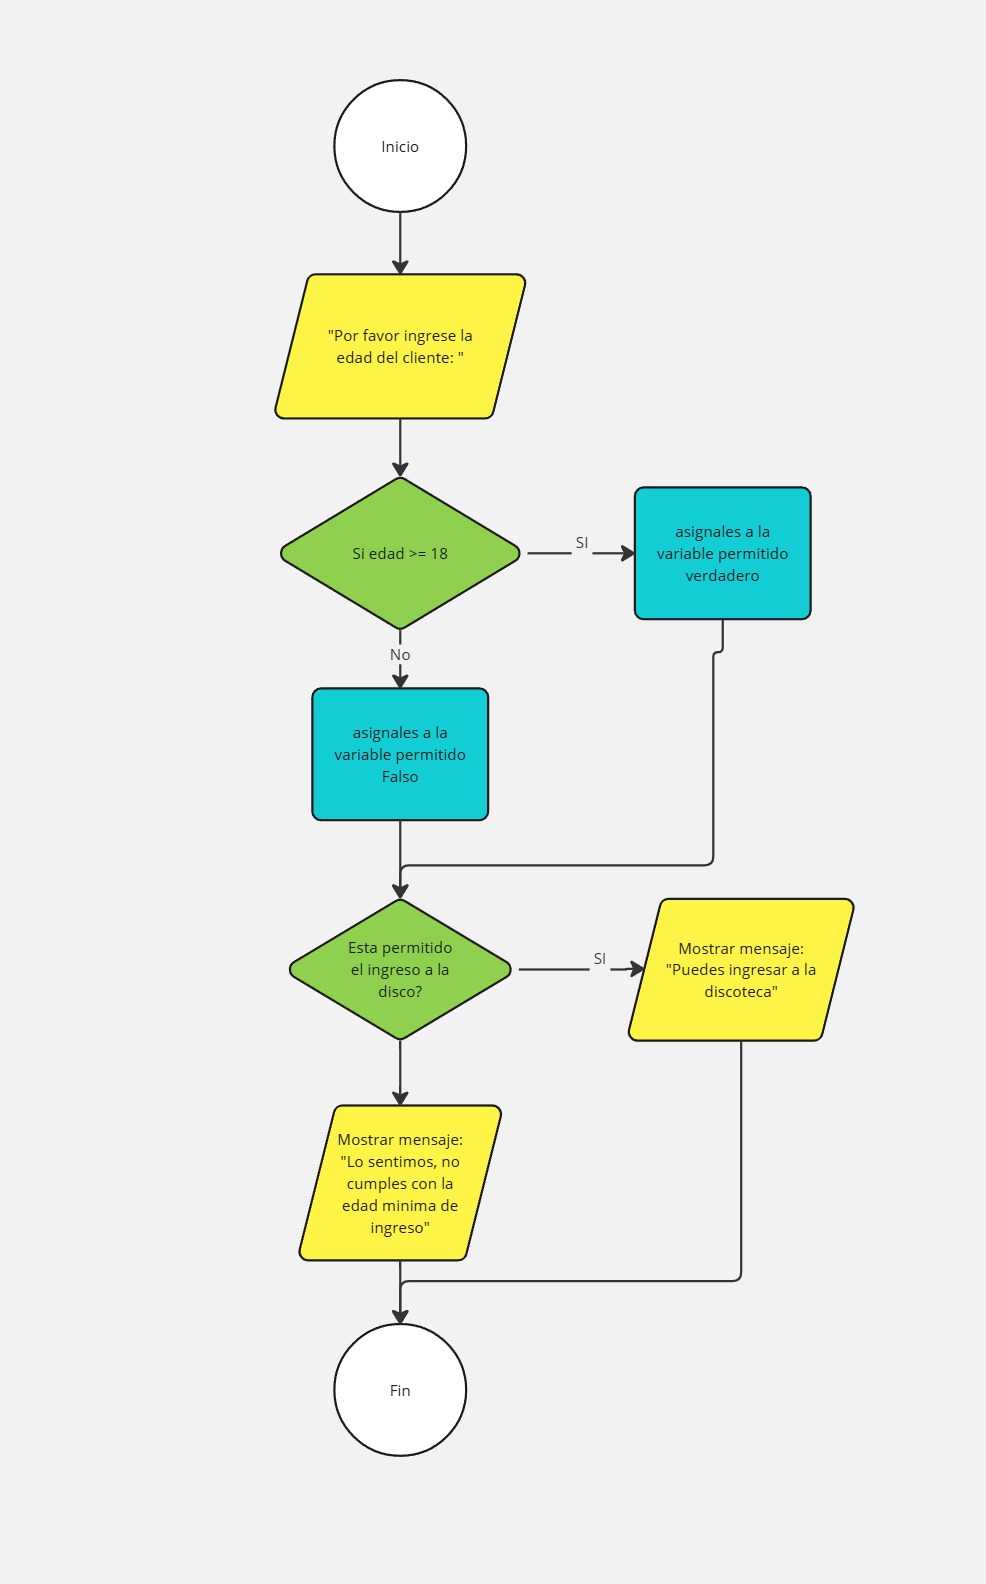 Inicio
"Por favor ingrese la
edad del cliente: "
Si edad >= 18
SI
asignales a la
variable permitido
verdadero
No
asignales a la
variable permitido
Falso
Esta permitido
el ingreso a la
disco?
SI
Mostrar mensaje:
"Puedes ingresar a la
discoteca"
Mostrar mensaje:
"Lo sentimos, no
cumples con la
edad minima de
ingreso"
Fin